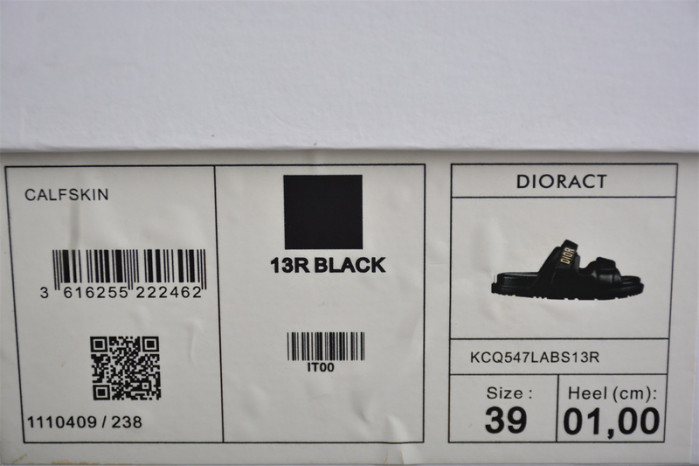 CALFSKIN
3 616255 222462
1110409 / 238
13R BLACK
IT00
DIORACT
DIOR
KCQ547LABS13R
Size :
39
Heel (cm):
01,00